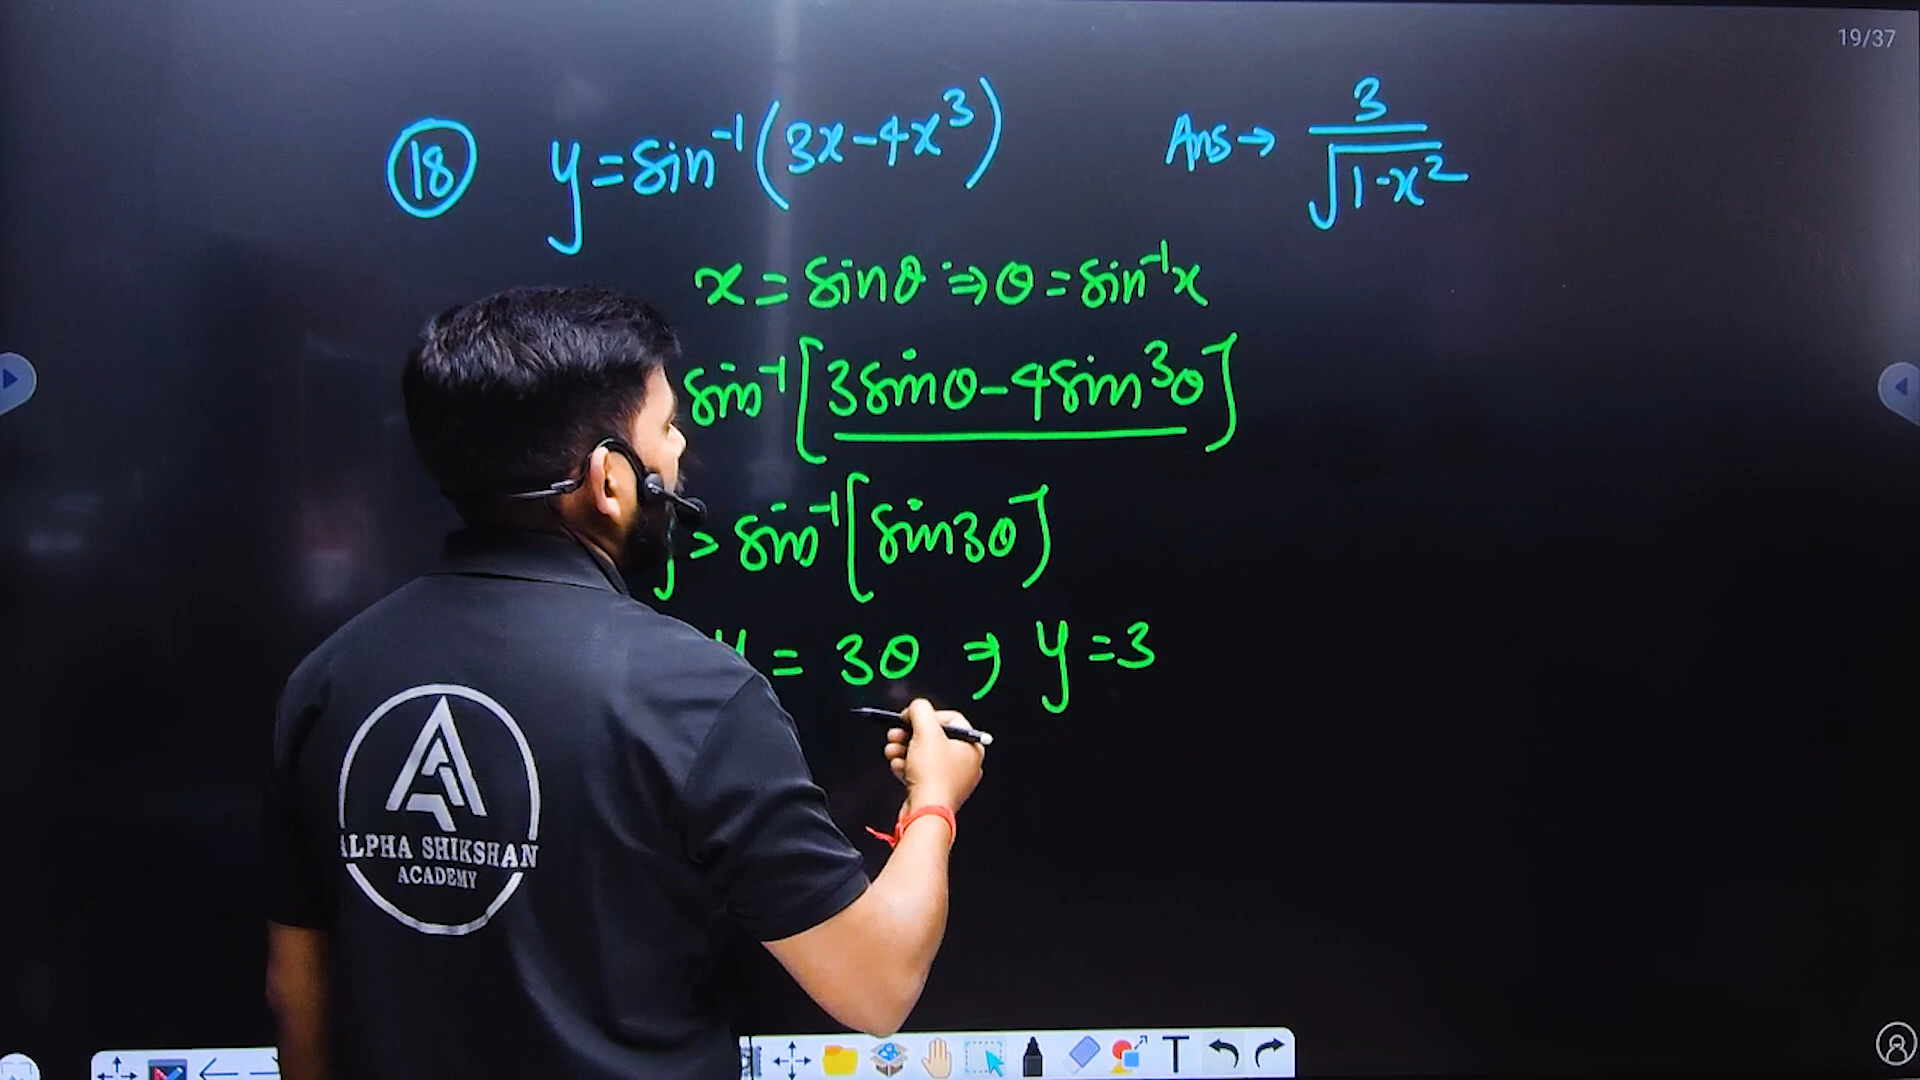 19/37
(18) y = sin⁻¹(3x-4x³) Ans → 3/√(1-x²)
x = sinθ ⇒ θ = sin⁻¹x
sin⁻¹[3sinθ-4sin³θ]
y = sin⁻¹[sin3θ]
y = 3θ ⇒ y = 3
ALPHA SHIKSHAN
ACADEMY
T